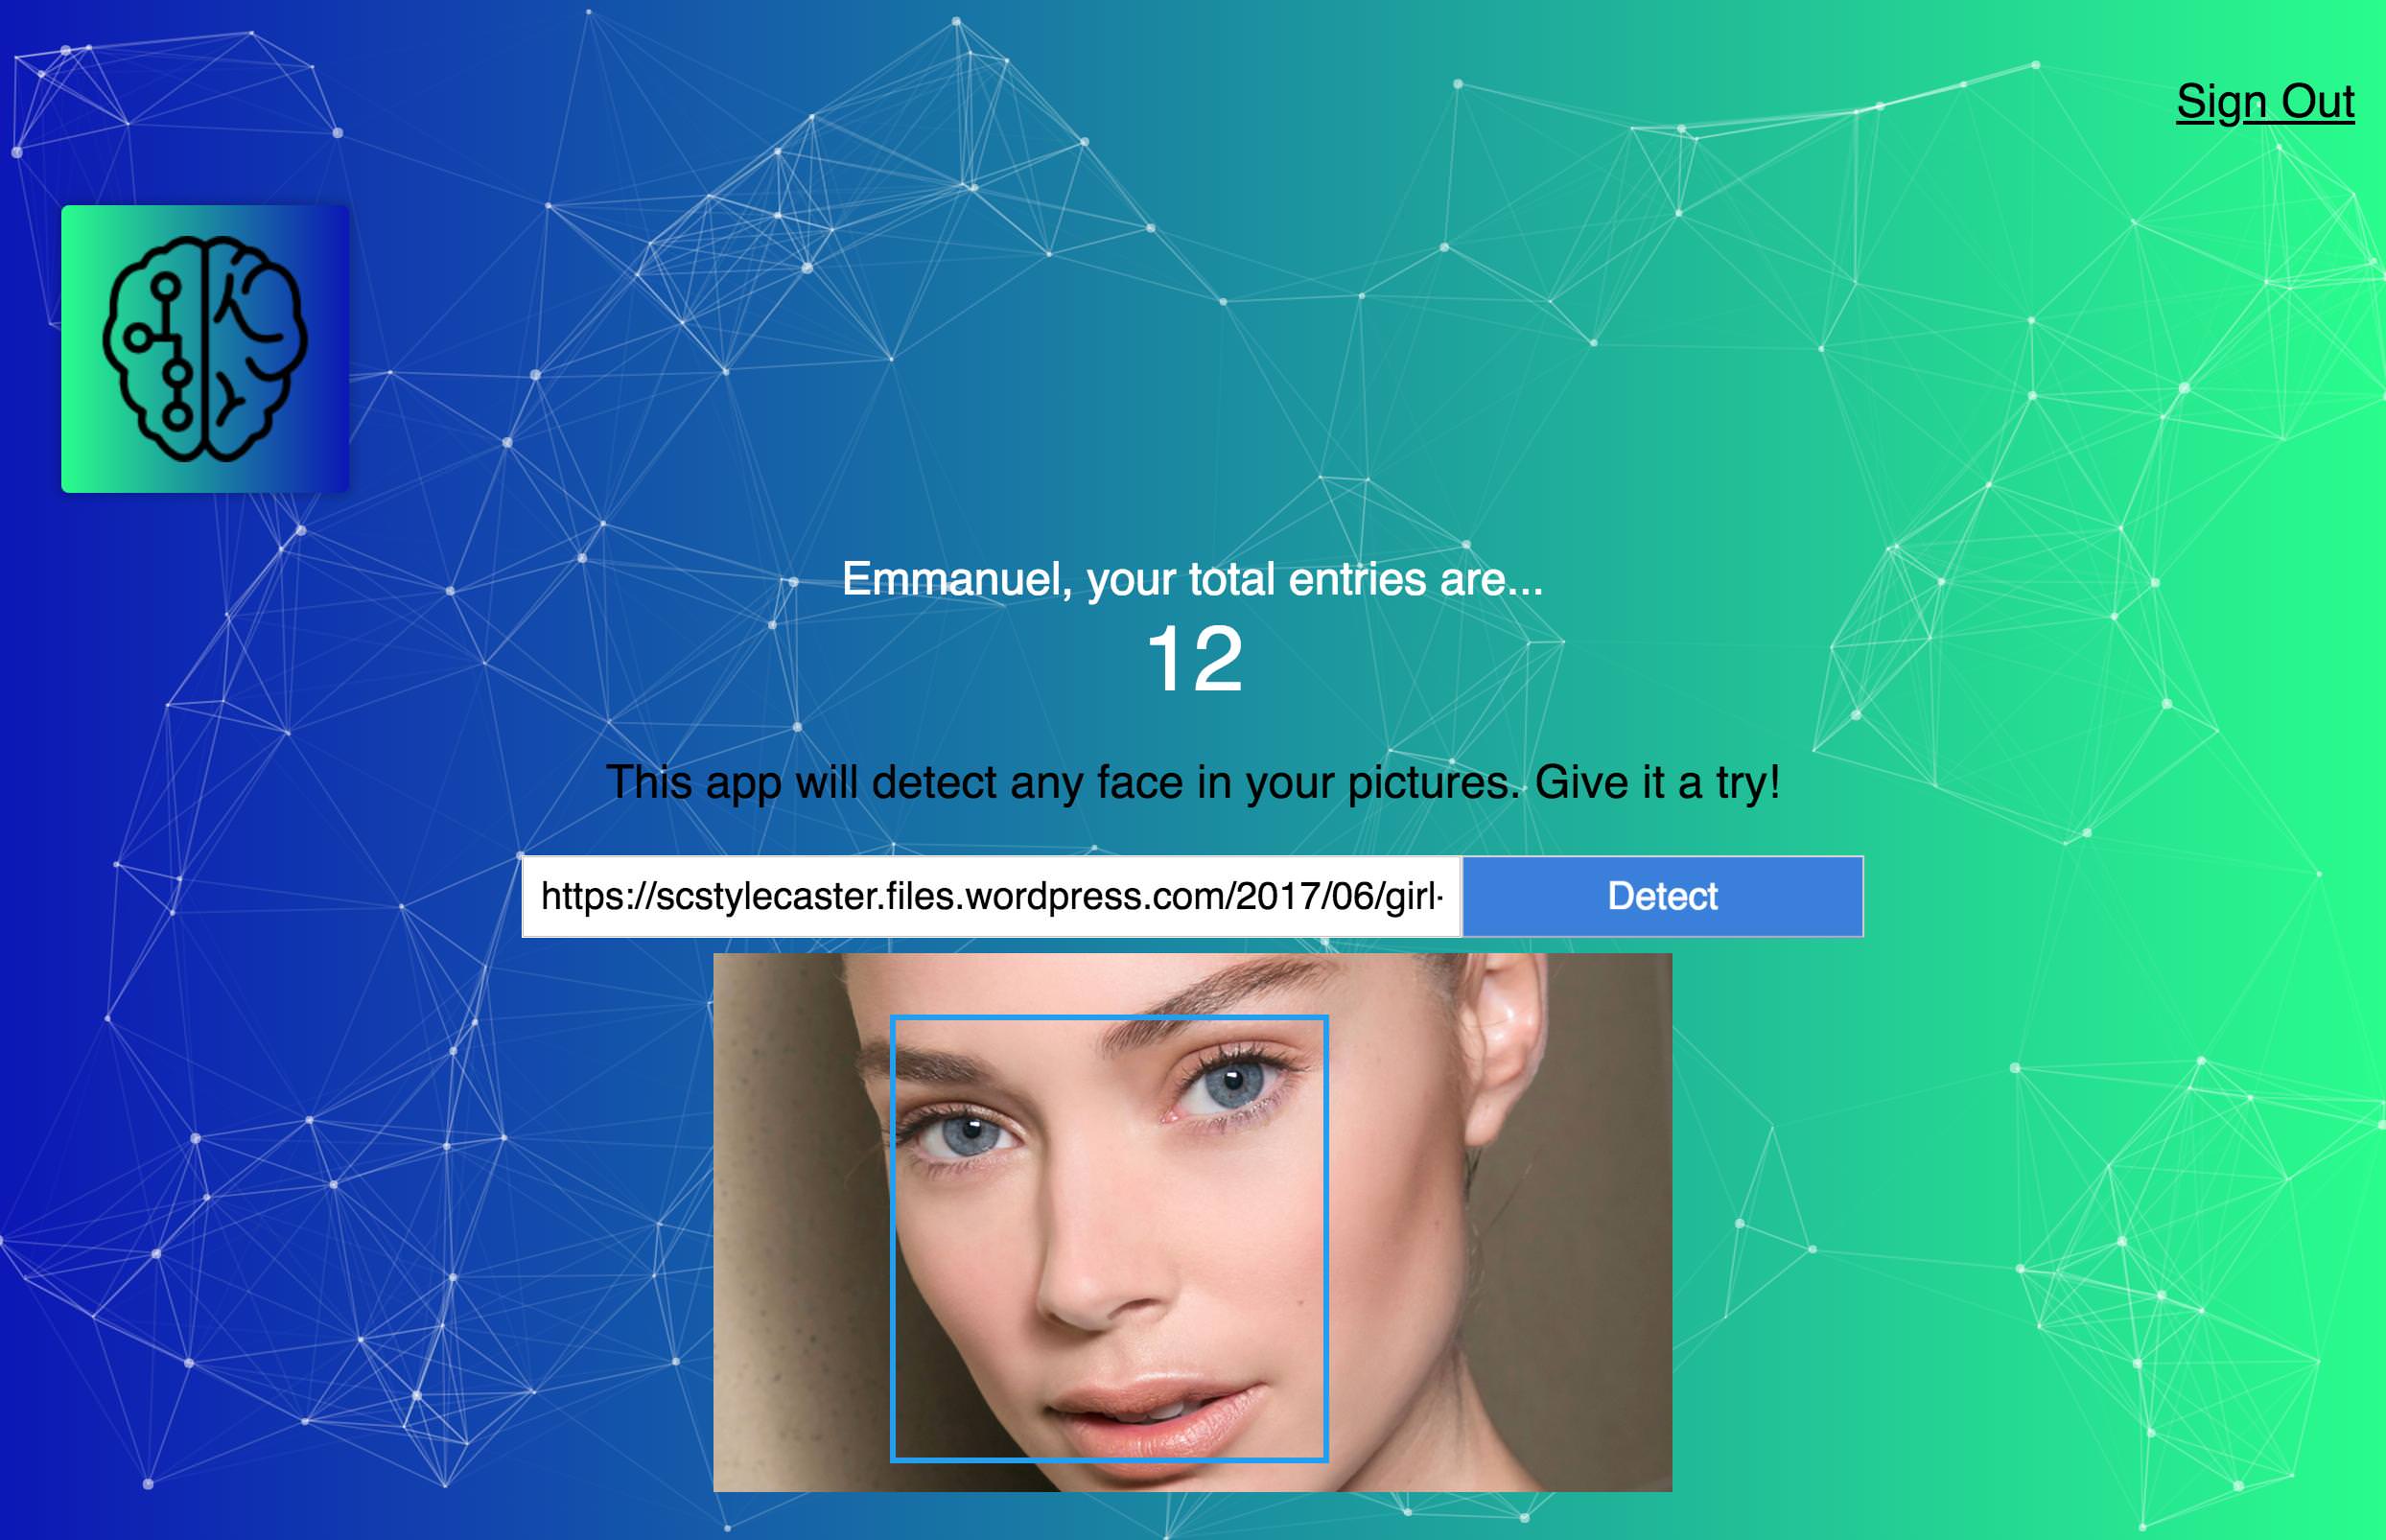 Sign Out
Emmanuel, your total entries are...
12
This app will detect any face in your pictures. Give it a try!
https://scstylecaster.files.wordpress.com/2017/06/girl-
Detect